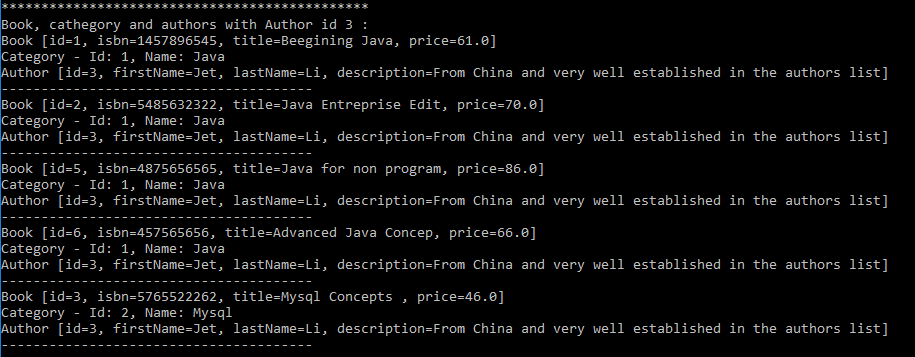 **********************************************
Book, cathegory and authors with Author id 3 :
Book [id=1, isbn=1457896545, title=Beegining Java, price=61.0]
Category - Id: 1, Name: Java
Author [id=3, firstName=Jet, lastName=Li, description=From China and very well established in the authors list]
---------------------------------------
Book [id=2, isbn=5485632322, title=Java Entreprise Edit, price=70.0]
Category - Id: 1, Name: Java
Author [id=3, firstName=Jet, lastName=Li, description=From China and very well established in the authors list]
---------------------------------------
Book [id=5, isbn=4875656565, title=Java for non program, price=86.0]
Category - Id: 1, Name: Java
Author [id=3, firstName=Jet, lastName=Li, description=From China and very well established in the authors list]
---------------------------------------
Book [id=6, isbn=457565656, title=Advanced Java Concep, price=66.0]
Category - Id: 1, Name: Java
Author [id=3, firstName=Jet, lastName=Li, description=From China and very well established in the authors list]
---------------------------------------
Book [id=3, isbn=5765522262, title=Mysql Concepts , price=46.0]
Category - Id: 2, Name: Mysql
Author [id=3, firstName=Jet, lastName=Li, description=From China and very well established in the authors list]
---------------------------------------